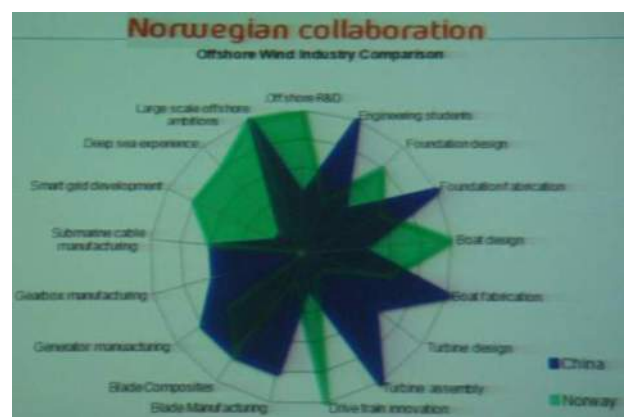 Norwegian collaboration
Offshore Wind Industry Comparison
Offshore R&D
Large scale offshore
ambitions
Engineering students
Deep sea experience
Foundation design
Smart grid development
Foundation fabrication
Submarine cable
manufacturing
Boat design
Gearbox manufacturing
Boat fabrication
Generator manuacturing
Turbine design
China
Blade Composites
Turbine assembly
Norway
Blade Manufacturing
Drive train innovation